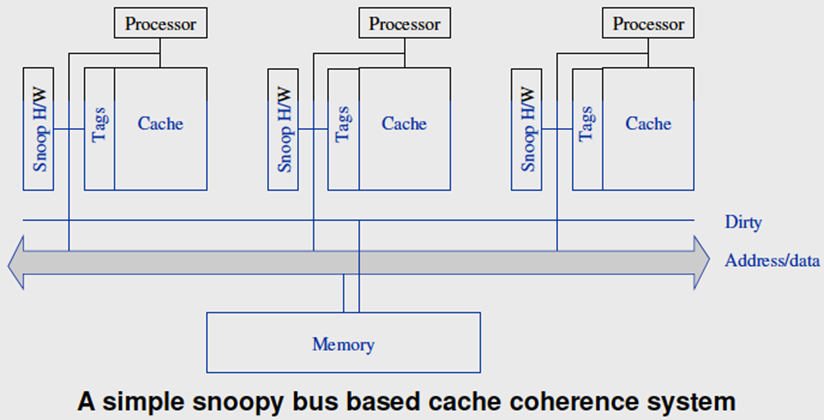 Processor Processor Processor
Snoop H/W Tags Cache Snoop H/W Tags Cache Snoop H/W Tags Cache
Dirty
Address/data
Memory
A simple snoopy bus based cache coherence system